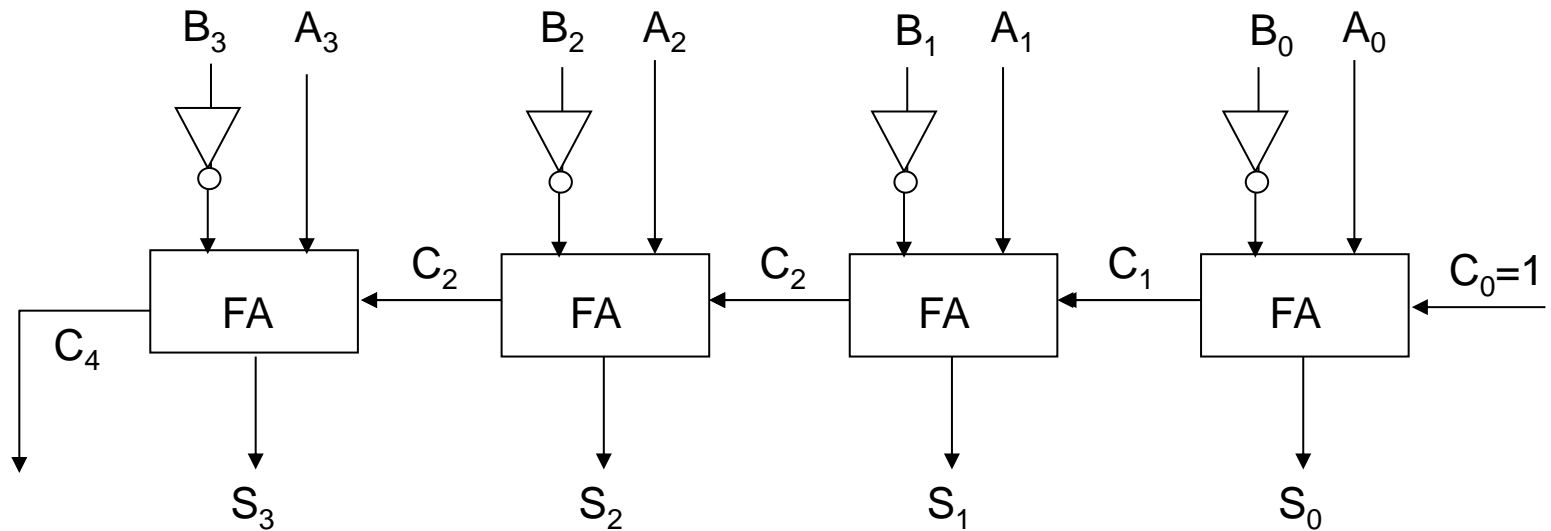 B₃ A₃ B₂ A₂ B₁ A₁ B₀ A₀
C₂ C₂ C₁ C₀=1
FA FA FA FA
C₄
S₃ S₂ S₁ S₀